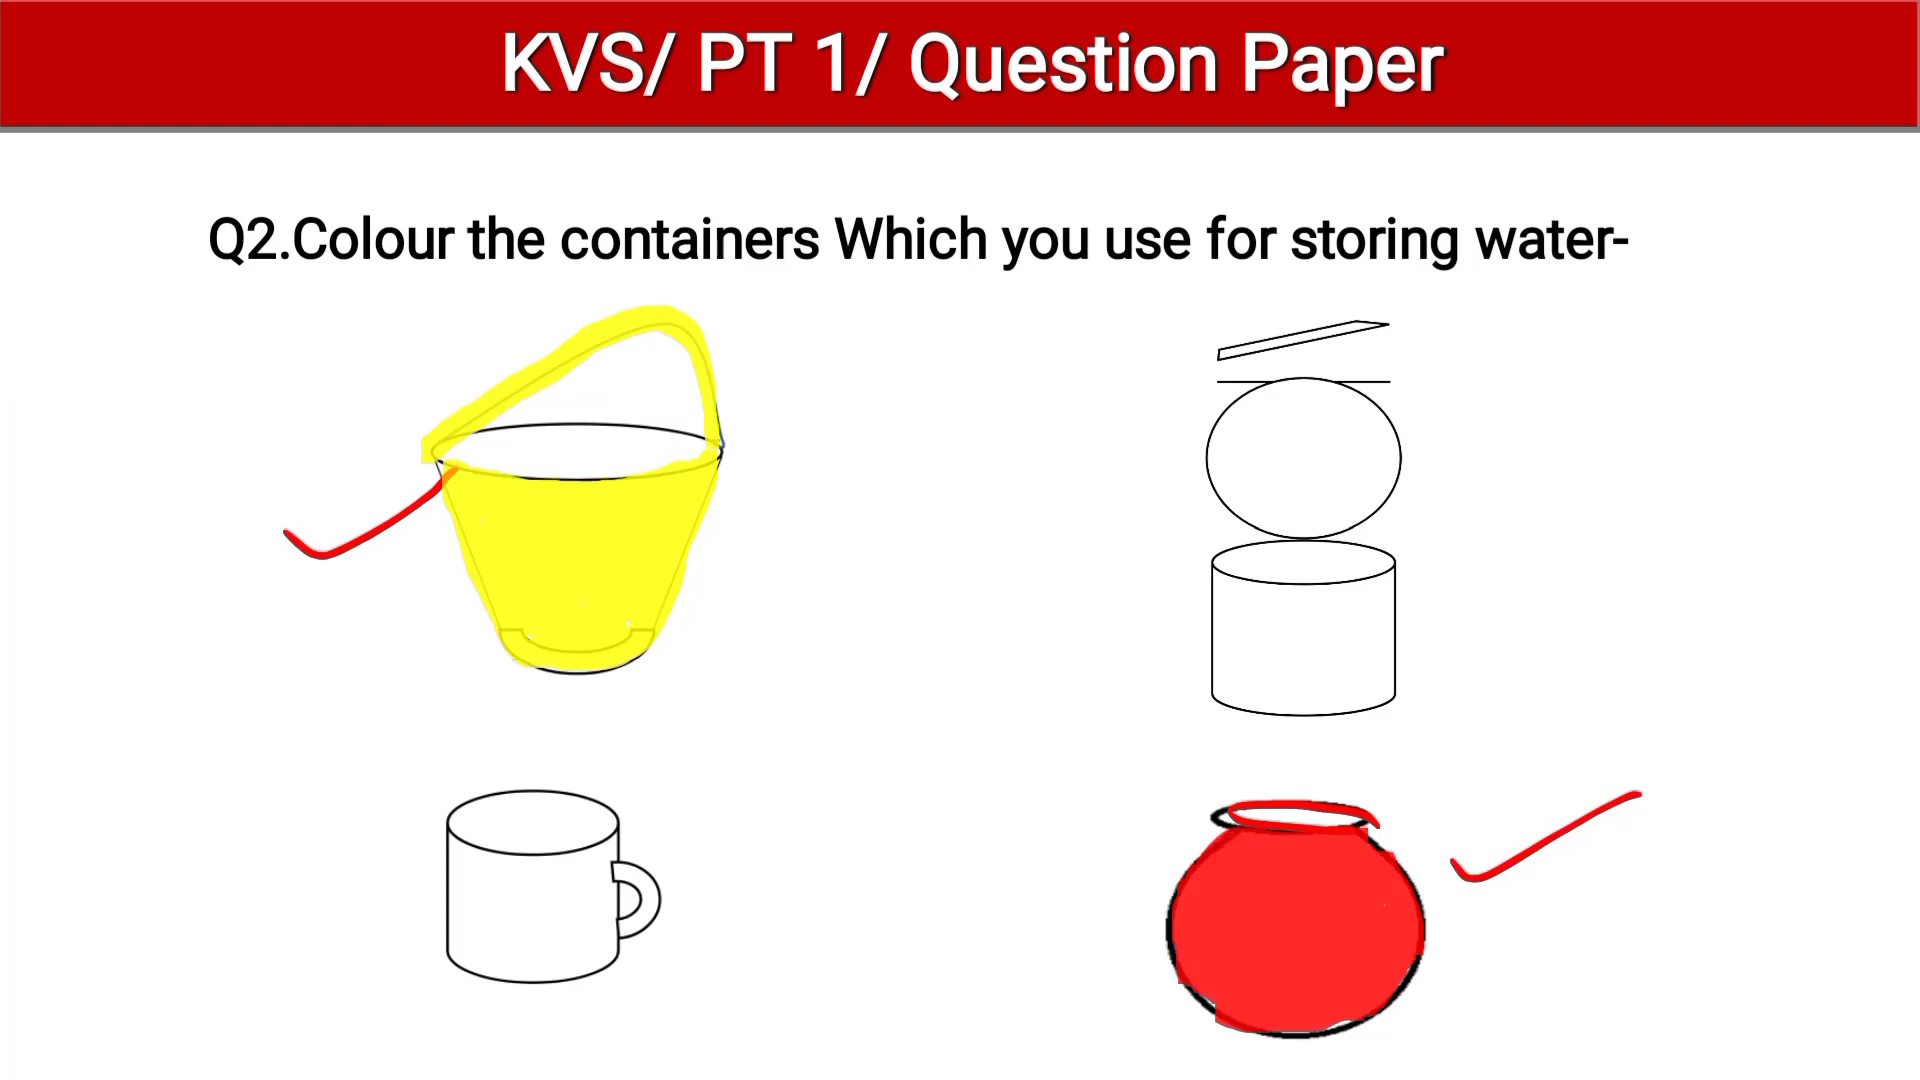 KVS/ PT 1/ Question Paper
Q2.Colour the containers Which you use for storing water-